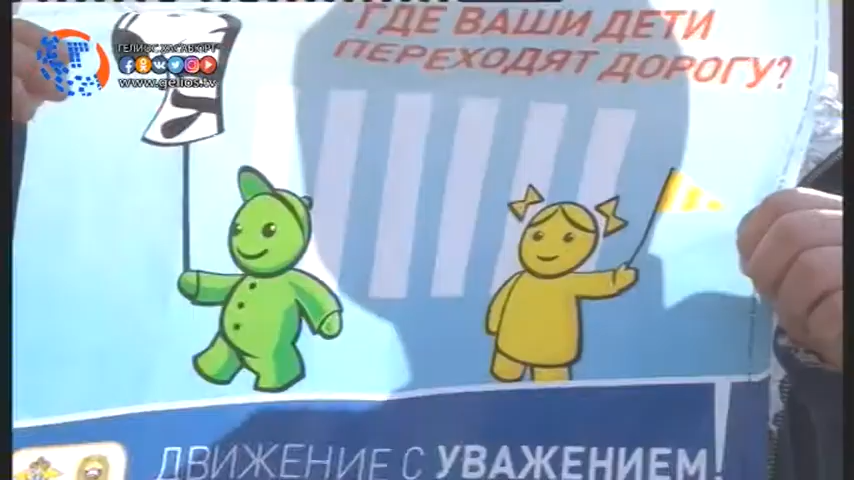 ГДЕ ВАШИ ДЕТИ
ПЕРЕХОДЯТ ДОРОГУ?
ГЕЛИОС ХАСАВЮРТ
www.gelios.tv
ДВИЖЕНИЕ С УВАЖЕНИЕМ!